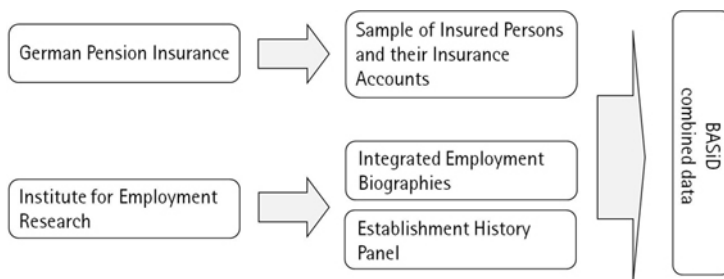 German Pension Insurance
Sample of Insured Persons
and their Insurance
Accounts
Institute for Employment
Research
Integrated Employment
Biographies
Establishment History
Panel
BASiD
combined data